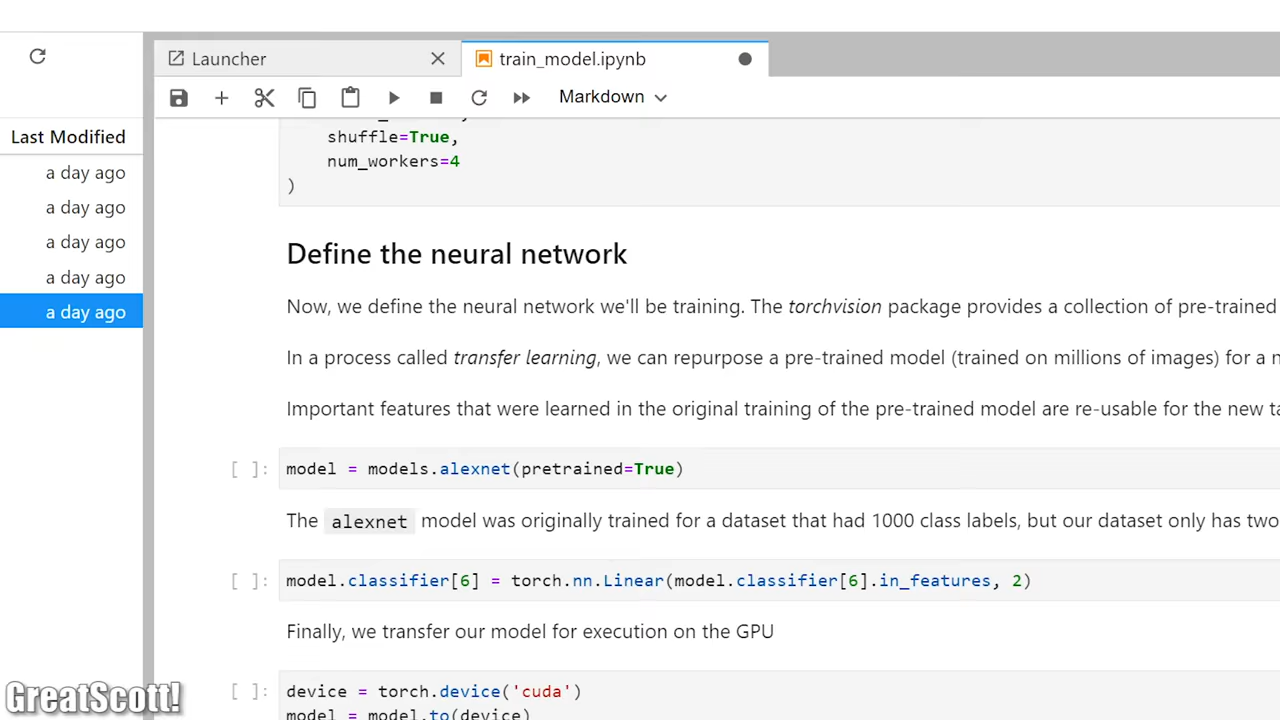 Launcher
train_model.ipynb
Markdown
Last Modified
a day ago
a day ago
a day ago
a day ago
a day ago
shuffle=True,
num_workers=4
)
Define the neural network
Now, we define the neural network we'll be training. The torchvision package provides a collection of pre-trained
In a process called transfer learning, we can repurpose a pre-trained model (trained on millions of images) for a
Important features that were learned in the original training of the pre-trained model are re-usable for the new
[ ]: model = models.alexnet(pretrained=True)
The alexnet model was originally trained for a dataset that had 1000 class labels, but our dataset only has two
[ ]: model.classifier[6] = torch.nn.Linear(model.classifier[6].in_features, 2)
Finally, we transfer our model for execution on the GPU
[ ]: device = torch.device('cuda')
model = model.to(device)
GreatScott!